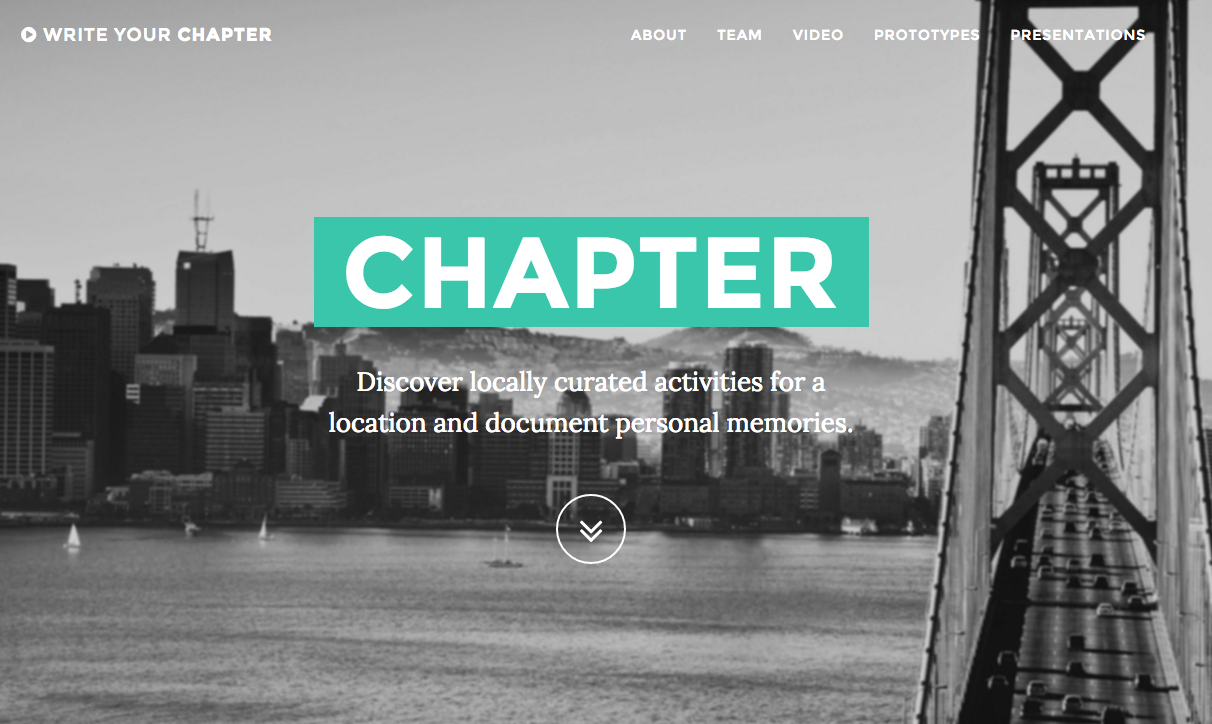 WRITE YOUR CHAPTER
ABOUT TEAM VIDEO PROTOTYPES PRESENTATIONS
CHAPTER
Discover locally curated activities for a
location and document personal memories.